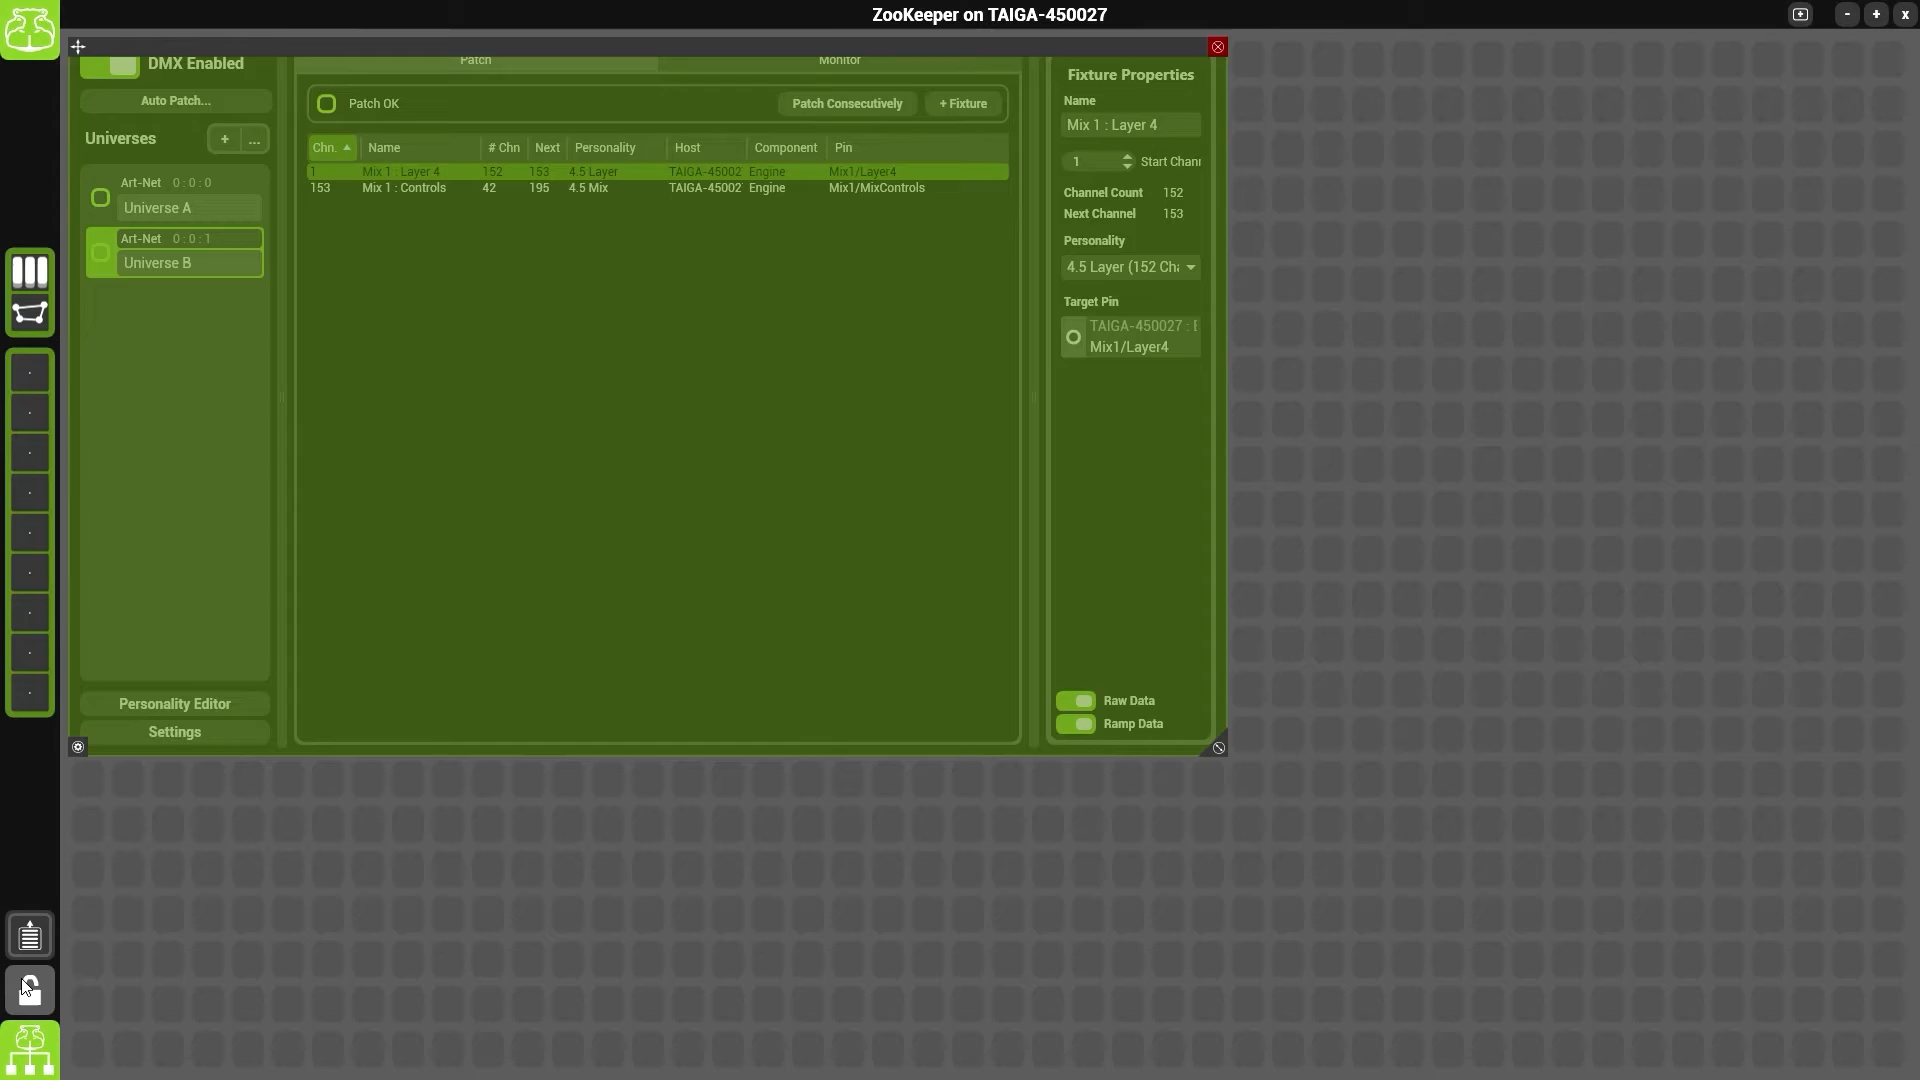 ZooKeeper on TAIGA-450027
- + x
DMX Enabled
Auto Patch...
Universes + ...
Art-Net 0 : 0 : 0
Universe A
Art-Net 0 : 0 : 1
Universe B
Personality Editor
Settings
Patch Monitor
Patch OK Patch Consecutively + Fixture
Chn. Name # Chn Next Personality Host Component Pin
1 Mix 1 : Layer 4 152 153 4.5 Layer TAIGA-45002 Engine Mix1/Layer4
153 Mix 1 : Controls 42 195 4.5 Mix TAIGA-45002 Engine Mix1/MixControls
Fixture Properties
Name
Mix 1 : Layer 4
1 Start Chann
Channel Count 152
Next Channel 153
Personality
4.5 Layer (152 Cha
Target Pin
TAIGA-450027 : E
Mix1/Layer4
Raw Data
Ramp Data